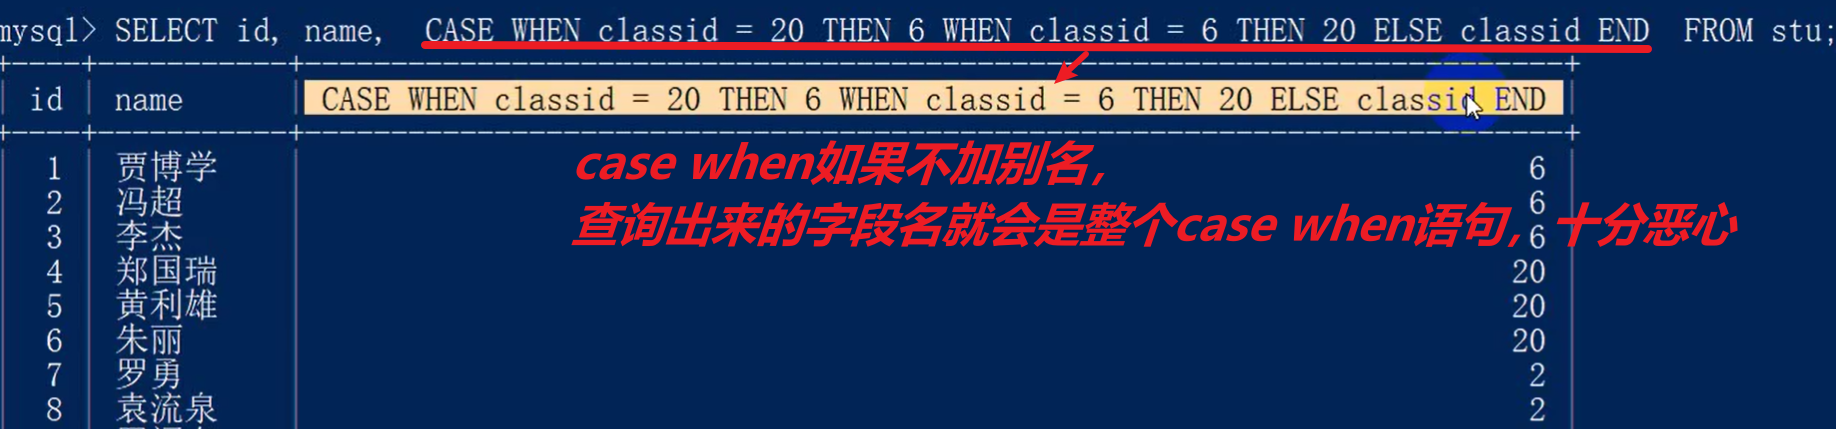 mysql> SELECT id, name, CASE WHEN classid = 20 THEN 6 WHEN classid = 6 THEN 20 ELSE classid END FROM stu;
id name CASE WHEN classid = 20 THEN 6 WHEN classid = 6 THEN 20 ELSE classid END
1 贾博学 6
case when如果不加别名，
2 冯超 6
查询出来的字段名就会是整个case when语句，十分恶心
3 李杰 6
4 郑国瑞 20
5 黄利雄 20
6 朱丽 20
7 罗勇 2
8 袁流泉 2